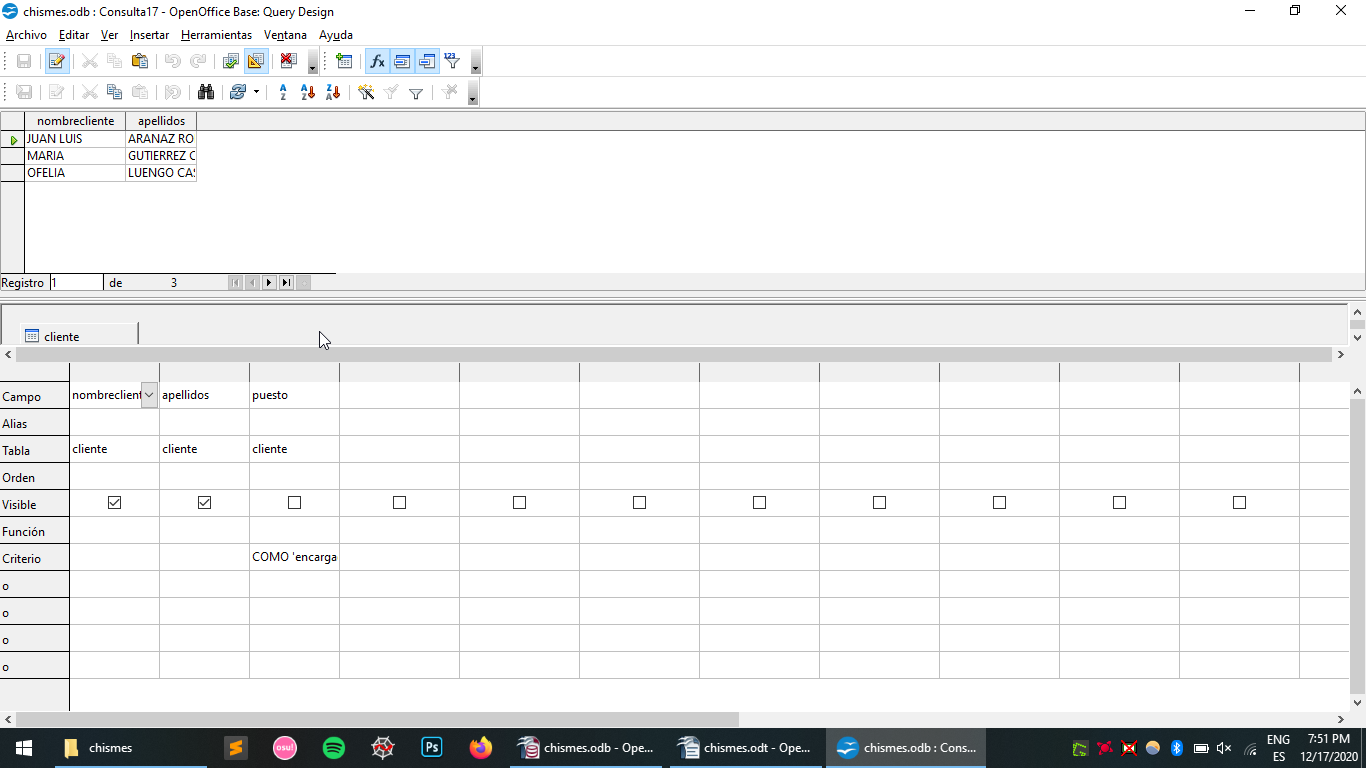 chismes.odb : Consulta17 - OpenOffice Base: Query Design
Archivo Editar Ver Insertar Herramientas Ventana Ayuda
nombrecliente apellidos
JUAN LUIS ARANAZ RO
MARIA GUTIERREZ C
OFELIA LUENGO CAS
Registro 1 de 3
cliente
Campo nombreclient apellidos puesto
Alias
Tabla cliente cliente cliente
Orden
Visible
Función
Criterio COMO 'encarga
o
o
o
o
chismes osu! Ps chismes.odb - Ope... chismes.odt - Ope... chismes.odb : Cons... ENG 7:51 PM
ES 12/17/2020